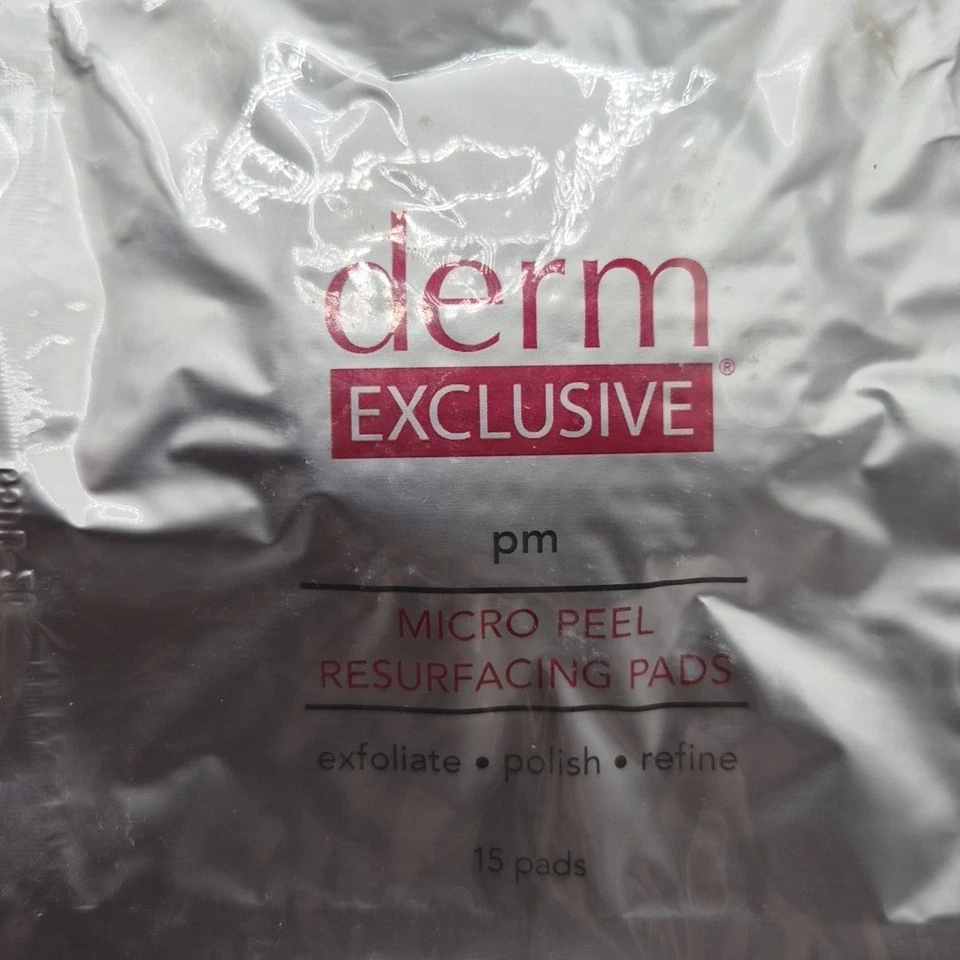 derm
EXCLUSIVE®
pm
MICRO PEEL
RESURFACING PADS
exfoliate • polish • refine
15 pads